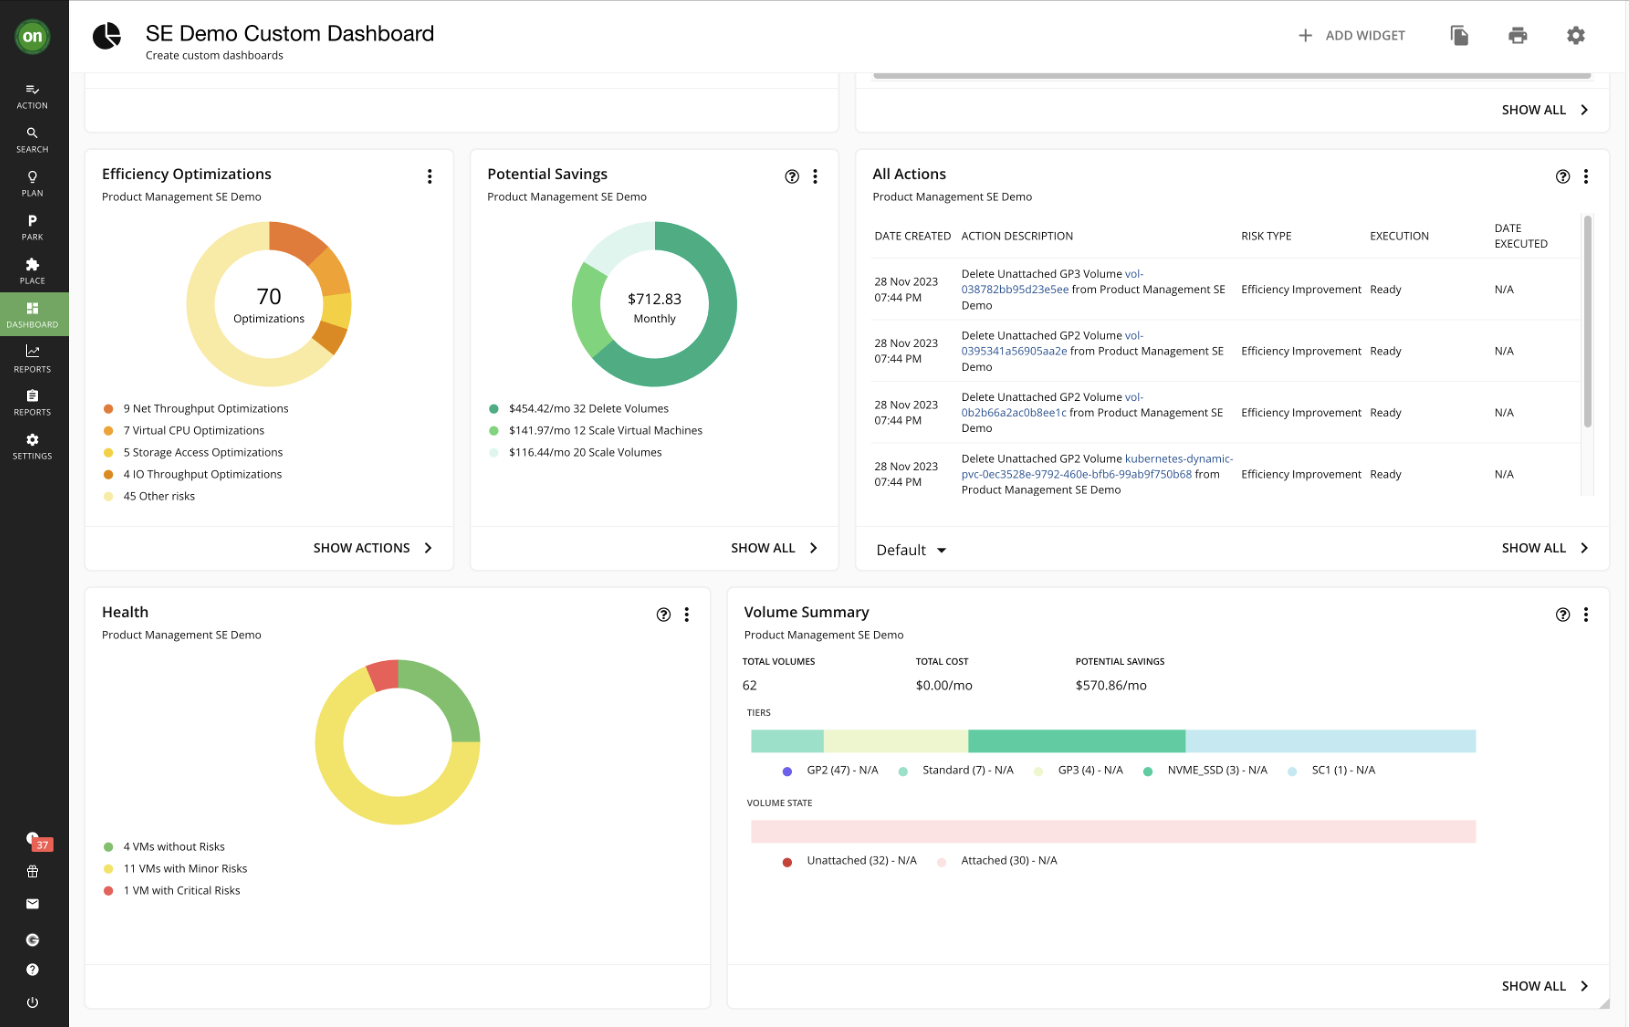 on
SE Demo Custom Dashboard
Create custom dashboards
ADD WIDGET
ACTION
SEARCH
PLAN
P
PARK
PLACE
DASHBOARD
REPORTS
REPORTS
SETTINGS
37
SHOW ALL
Efficiency Optimizations
Product Management SE Demo
70
Optimizations
9 Net Throughput Optimizations
7 Virtual CPU Optimizations
5 Storage Access Optimizations
4 IO Throughput Optimizations
45 Other risks
SHOW ACTIONS
Potential Savings
Product Management SE Demo
$712.83
Monthly
$454.42/mo 32 Delete Volumes
$141.97/mo 12 Scale Virtual Machines
$116.44/mo 20 Scale Volumes
SHOW ALL
All Actions
Product Management SE Demo
DATE CREATED ACTION DESCRIPTION RISK TYPE EXECUTION DATE
EXECUTED
28 Nov 2023
07:44 PM
Delete Unattached GP3 Volume vol-
038782bb95d23e5ee from Product Management SE
Demo
Efficiency Improvement Ready N/A
28 Nov 2023
07:44 PM
Delete Unattached GP2 Volume vol-
0395341a56905aa2e from Product Management SE
Demo
Efficiency Improvement Ready N/A
28 Nov 2023
07:44 PM
Delete Unattached GP2 Volume vol-
0b2b66a2ac0b8ee1c from Product Management SE
Demo
Efficiency Improvement Ready N/A
28 Nov 2023
07:44 PM
Delete Unattached GP2 Volume kubernetes-dynamic-
pvc-0ec3528e-9792-460e-bfb6-99ab9f750b68 from
Product Management SE Demo
Efficiency Improvement Ready N/A
Default
SHOW ALL
Health
Product Management SE Demo
4 VMs without Risks
11 VMs with Minor Risks
1 VM with Critical Risks
Volume Summary
Product Management SE Demo
TOTAL VOLUMES TOTAL COST POTENTIAL SAVINGS
62 $0.00/mo $570.86/mo
TIERS
GP2 (47) - N/A Standard (7) - N/A GP3 (4) - N/A NVME_SSD (3) - N/A SC1 (1) - N/A
VOLUME STATE
Unattached (32) - N/A Attached (30) - N/A
SHOW ALL